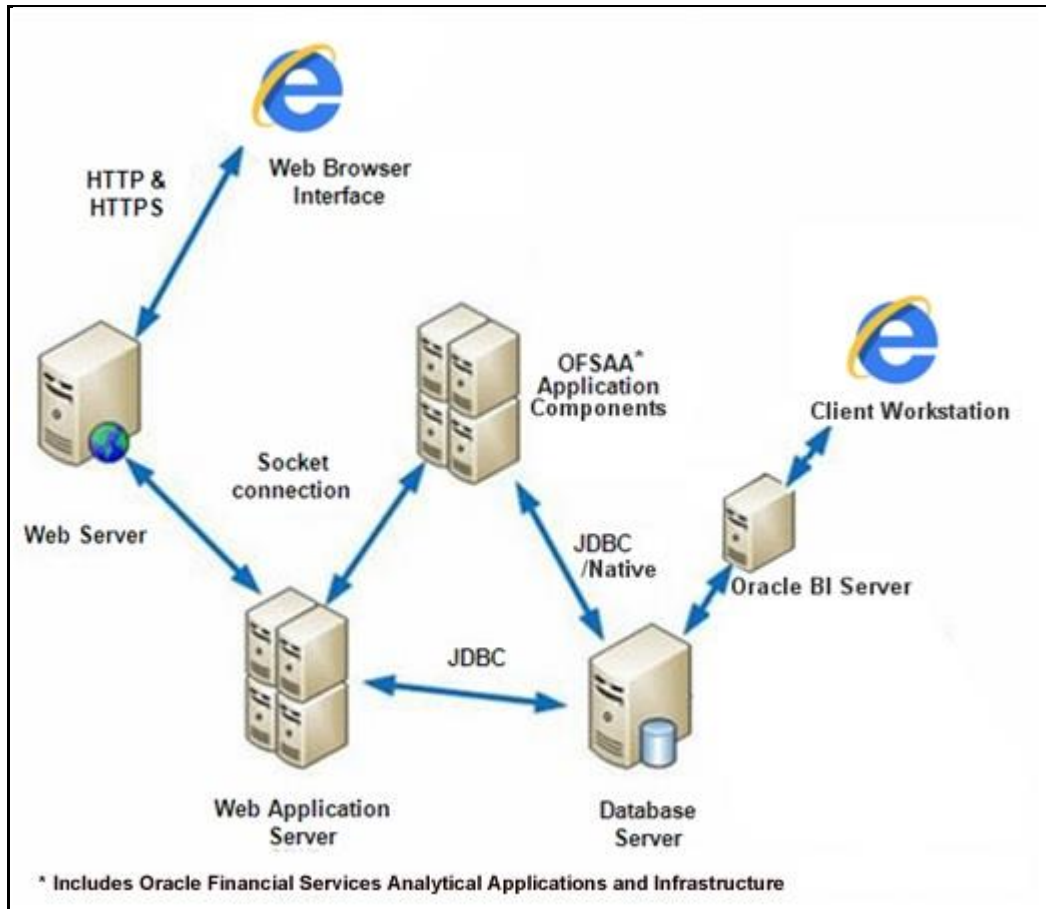 HTTP &
HTTPS
Web Browser
Interface
OFSAA*
Application
Components
Client Workstation
Socket
connection
Web Server
JDBC
/Native
Oracle BI Server
JDBC
Web Application
Server
Database
Server
* Includes Oracle Financial Services Analytical Applications and Infrastructure